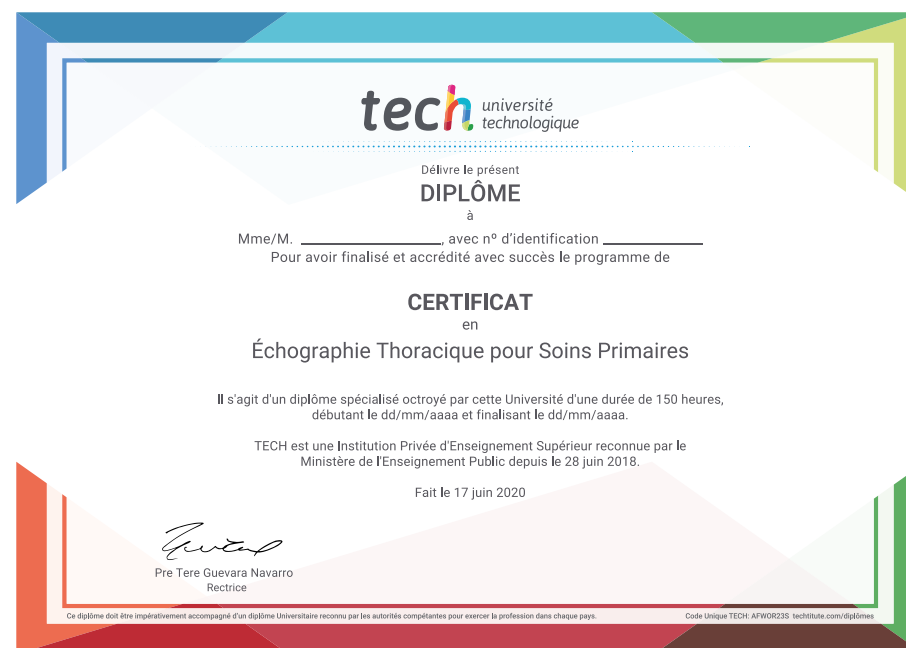 tech université
technologique
Délivre le présent
DIPLÔME
à
Mme/M. ____________________, avec nº d'identification ______________
Pour avoir finalisé et accrédité avec succès le programme de
CERTIFICAT
en
Échographie Thoracique pour Soins Primaires
Il s'agit d'un diplôme spécialisé octroyé par cette Université d'une durée de 150 heures,
débutant le dd/mm/aaaa et finalisant le dd/mm/aaaa.
TECH est une Institution Privée d'Enseignement Supérieur reconnue par le
Ministère de l'Enseignement Public depuis le 28 juin 2018.
Fait le 17 juin 2020
Pre Tere Guevara Navarro
Rectrice
Ce diplôme doit être impérativement accompagné d'un diplôme Universitaire reconnu par les autorités compétantes pour exercer la profession dans chaque pays.
Code Unique TECH: AFWOR23S techtitute.com/diplômes